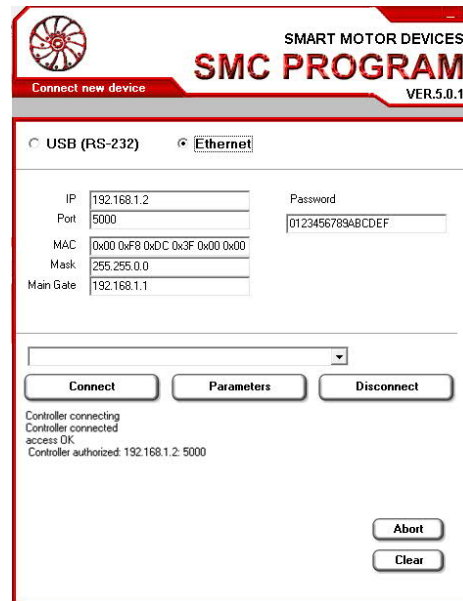 SMART MOTOR DEVICES
SMC PROGRAM
Connect new device
VER.5.0.1
USB (RS-232)
Ethernet
IP 192.168.1.2
Port 5000
MAC 0x00 0xF8 0xDC 0x3F 0x00 0x00
Mask 255.255.0.0
Main Gate 192.168.1.1
Password
0123456789ABCDEF
Connect
Parameters
Disconnect
Controller connecting
Controller connected
access OK
Controller authorized: 192.168.1.2: 5000
Abort
Clear